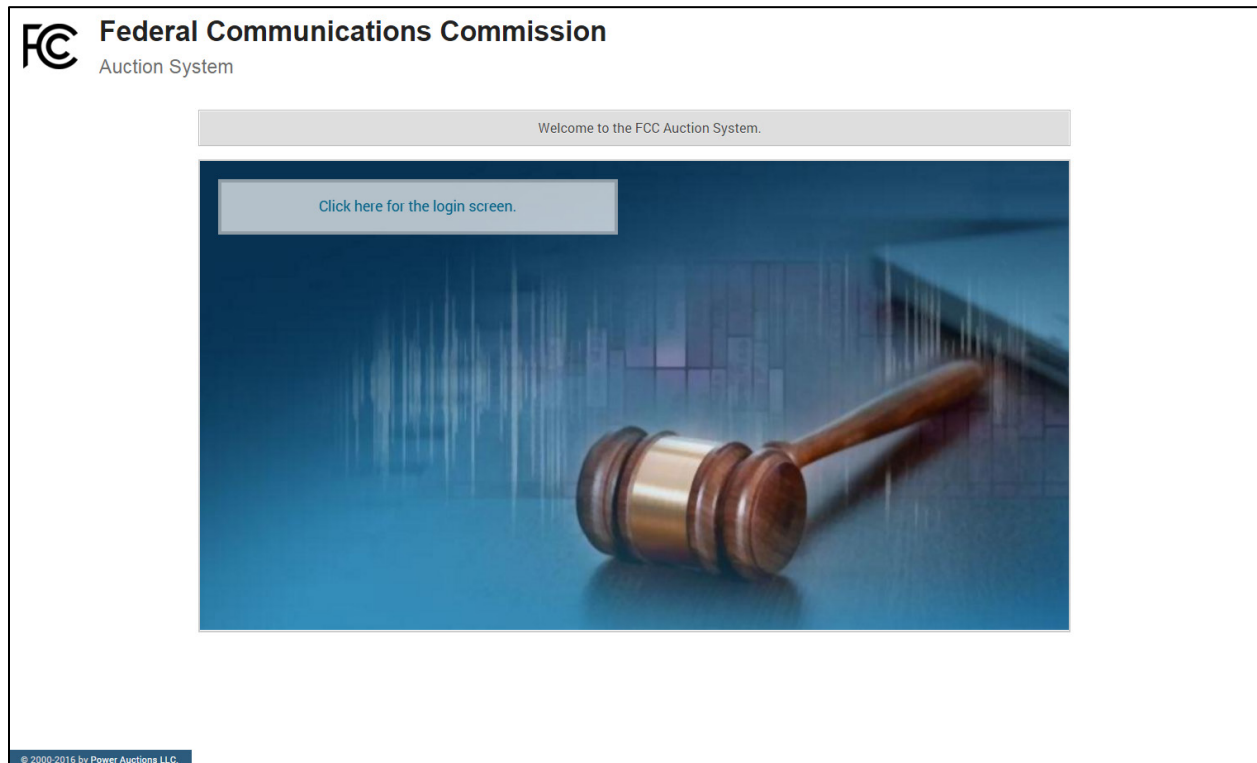 FCC
Federal Communications Commission
Auction System
Welcome to the FCC Auction System.
Click here for the login screen.
© 2000-2016 by Power Auctions LLC.